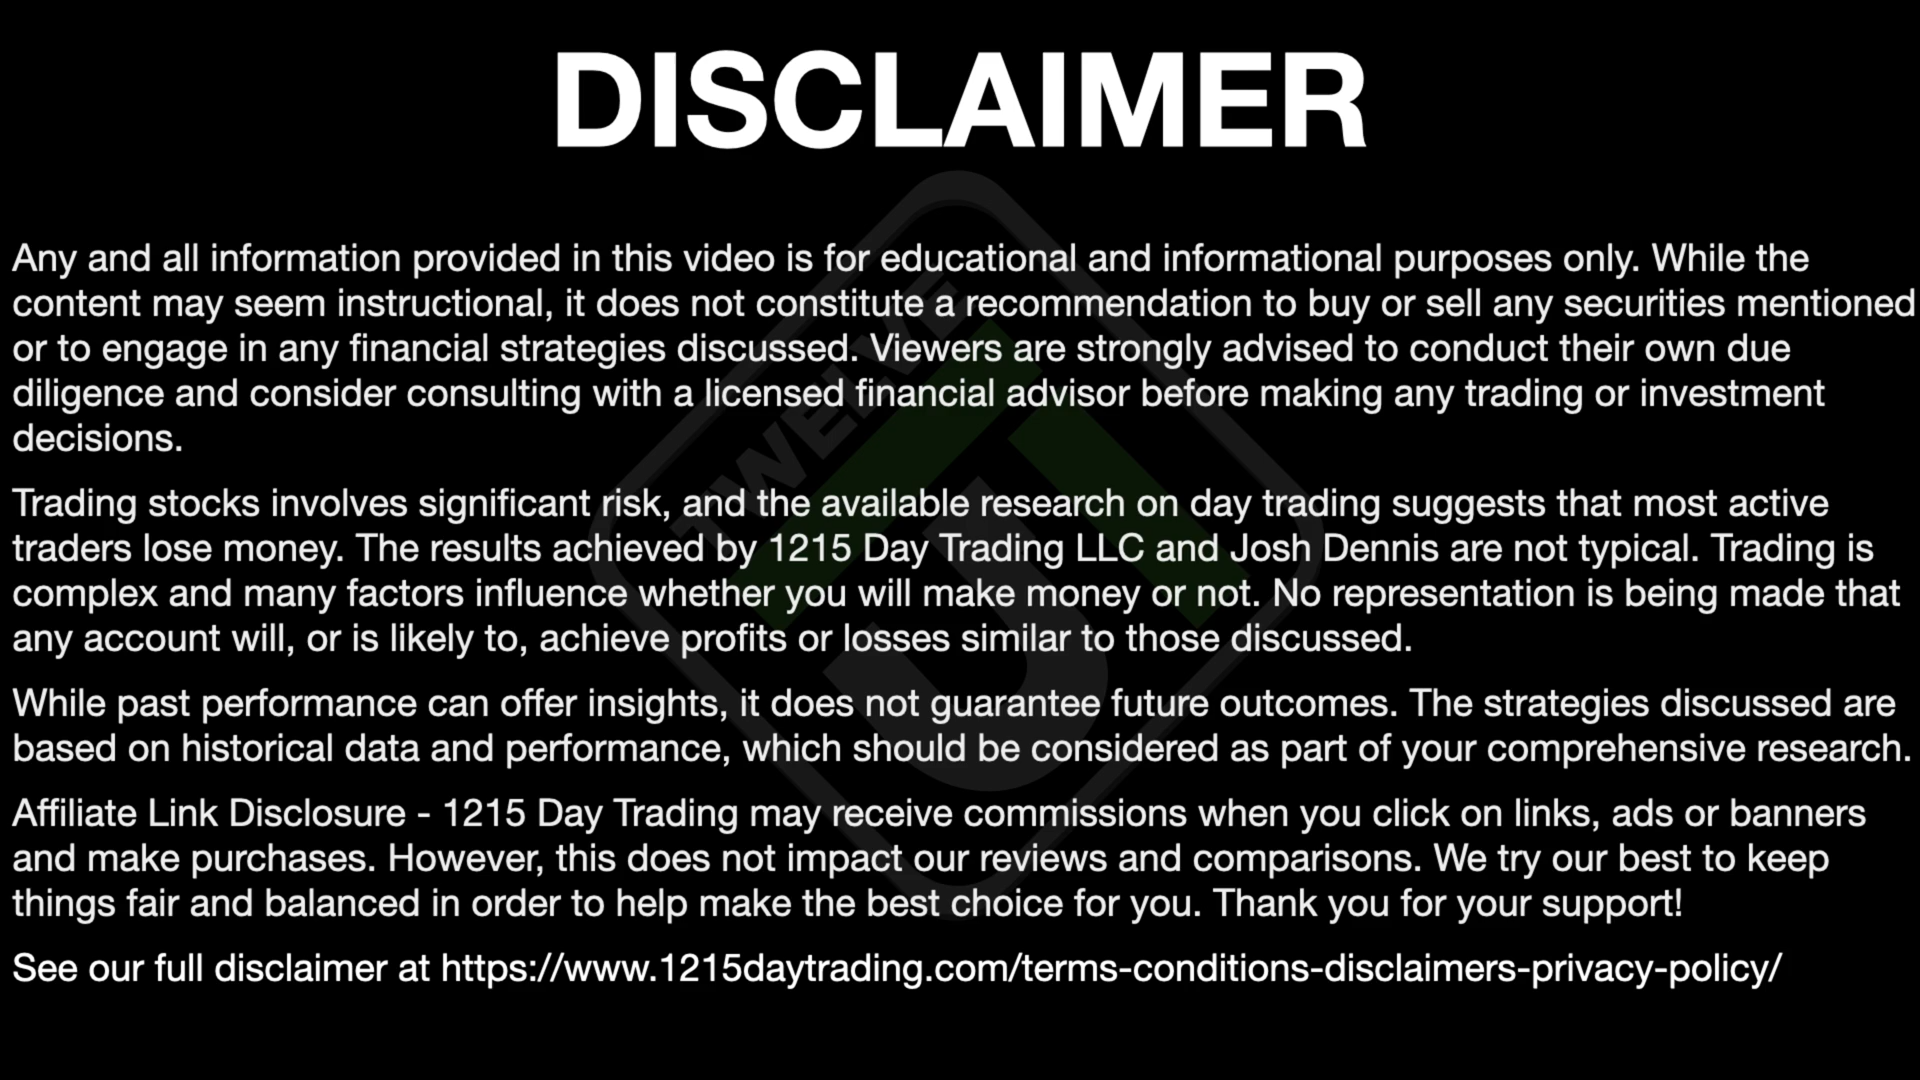 DISCLAIMER
Any and all information provided in this video is for educational and informational purposes only. While the
content may seem instructional, it does not constitute a recommendation to buy or sell any securities mentioned
or to engage in any financial strategies discussed. Viewers are strongly advised to conduct their own due
diligence and consider consulting with a licensed financial advisor before making any trading or investment
decisions.
Trading stocks involves significant risk, and the available research on day trading suggests that most active
traders lose money. The results achieved by 1215 Day Trading LLC and Josh Dennis are not typical. Trading is
complex and many factors influence whether you will make money or not. No representation is being made that
any account will, or is likely to, achieve profits or losses similar to those discussed.
While past performance can offer insights, it does not guarantee future outcomes. The strategies discussed are
based on historical data and performance, which should be considered as part of your comprehensive research.
Affiliate Link Disclosure - 1215 Day Trading may receive commissions when you click on links, ads or banners
and make purchases. However, this does not impact our reviews and comparisons. We try our best to keep
things fair and balanced in order to help make the best choice for you. Thank you for your support!
See our full disclaimer at https://www.1215daytrading.com/terms-conditions-disclaimers-privacy-policy/
TWELVE